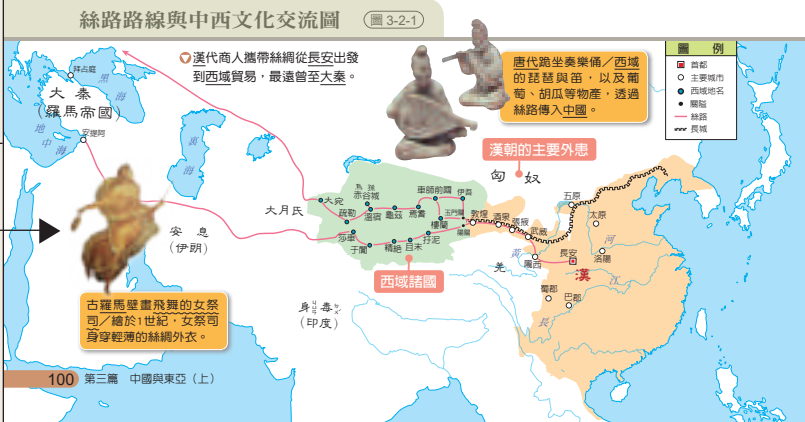 絲路路線與中西文化交流圖 圖3-2-1
漢代商人攜帶絲綢從長安出發
到西域貿易，最遠曾至大秦。
唐代跪坐奏樂俑／西域
的琵琶與笛，以及葡
萄、胡瓜等物產，透過
絲路傳入中國。
圖例
首都
主要城市
西域地名
關隘
絲路
長城
拜占庭
黑海
大秦
（羅馬帝國）
地中海
安提阿
裏海
漢朝的主要外患
匈奴
大月氏
大宛
烏孫
赤谷城
疏勒
溫宿
龜茲
焉耆
車師前國
伊吾
玉門關
樓蘭
陽關
莎車
于闐
精絕
且末
扜泥
敦煌
酒泉
張掖
武威
五原
太原
黃河
羌
隴西
長安
洛陽
漢
蜀郡
巴郡
長江
西域諸國
安息
（伊朗）
身ㄐㄩㄢ毒ㄉㄨˊ
（印度）
古羅馬壁畫飛舞的女祭
司／繪於1世紀，女祭司
身穿輕薄的絲綢外衣。
100 第三篇 中國與東亞（上）